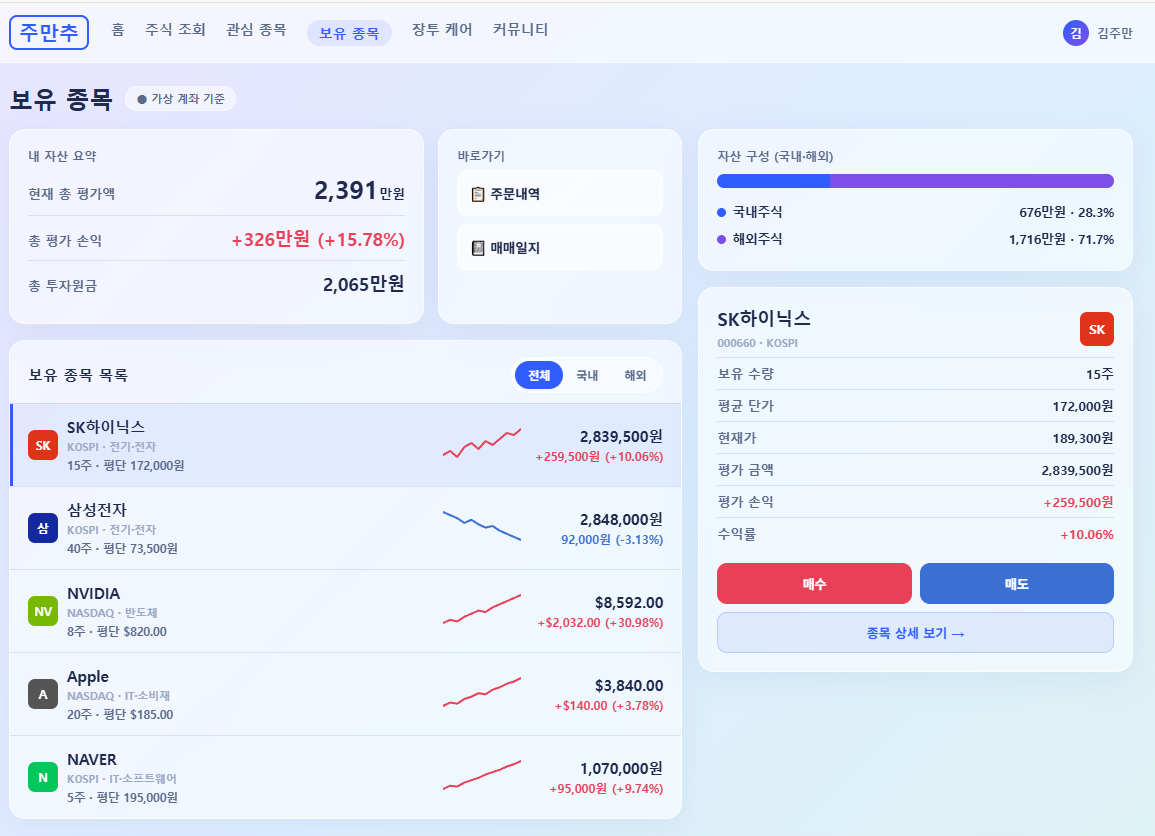 주만추 홈 주식 조회 관심 종목 보유 종목 장투 케어 커뮤니티 김 김주만
보유 종목 ● 가상 계좌 기준
내 자산 요약
현재 총 평가액 2,391만원
총 평가 손익 +326만원 (+15.78%)
총 투자원금 2,065만원
바로가기
📋 주문내역
📓 매매일지
자산 구성 (국내·해외)
국내주식 676만원 · 28.3%
해외주식 1,716만원 · 71.7%
보유 종목 목록 전체 국내 해외
SK SK하이닉스
KOSPI · 전기·전자
15주 · 평단 172,000원
2,839,500원
+259,500원 (+10.06%)
삼 삼성전자
KOSPI · 전기·전자
40주 · 평단 73,500원
2,848,000원
92,000원 (-3.13%)
NV NVIDIA
NASDAQ · 반도체
8주 · 평단 $820.00
$8,592.00
+$2,032.00 (+30.98%)
A Apple
NASDAQ · IT·소비재
20주 · 평단 $185.00
$3,840.00
+$140.00 (+3.78%)
N NAVER
KOSPI · IT·소프트웨어
5주 · 평단 195,000원
1,070,000원
+95,000원 (+9.74%)
SK하이닉스
000660 · KOSPI
SK
보유 수량 15주
평균 단가 172,000원
현재가 189,300원
평가 금액 2,839,500원
평가 손익 +259,500원
수익률 +10.06%
매수 매도
종목 상세 보기 →